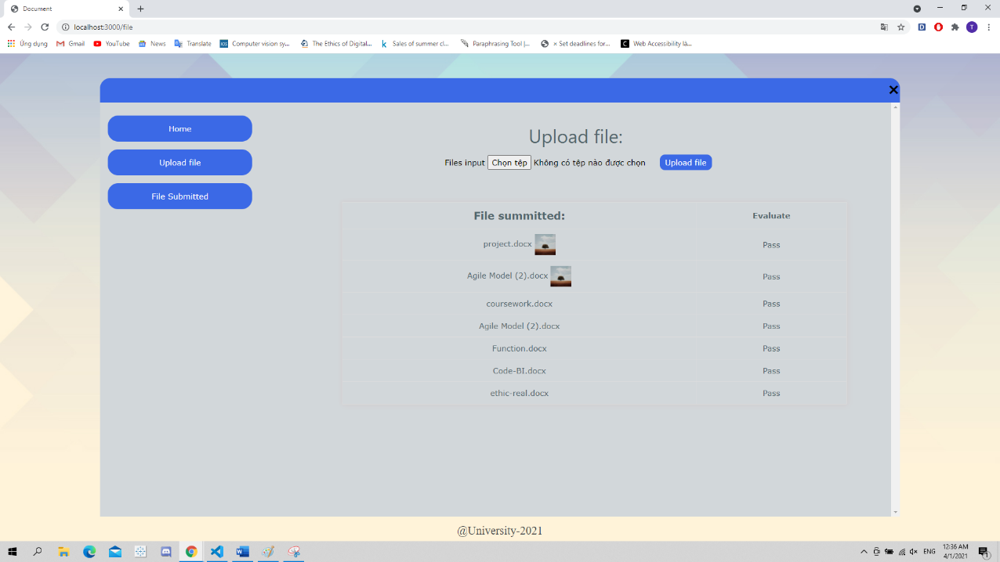 Document
localhost:3000/file
Ứng dụng Gmail YouTube News Translate Computer vision sy... The Ethics of Digital... Sales of summer cl... Paraphrasing Tool |... × Set deadlines for... Web Accessibility là...
Home
Upload file
File Submitted
Upload file:
Files input Chọn tệp Không có tệp nào được chọn Upload file
File summitted: Evaluate
project.docx Pass
Agile Model (2).docx Pass
coursework.docx Pass
Agile Model (2).docx Pass
Function.docx Pass
Code-BI.docx Pass
ethic-real.docx Pass
@University-2021
ENG
12:36 AM
4/1/2021